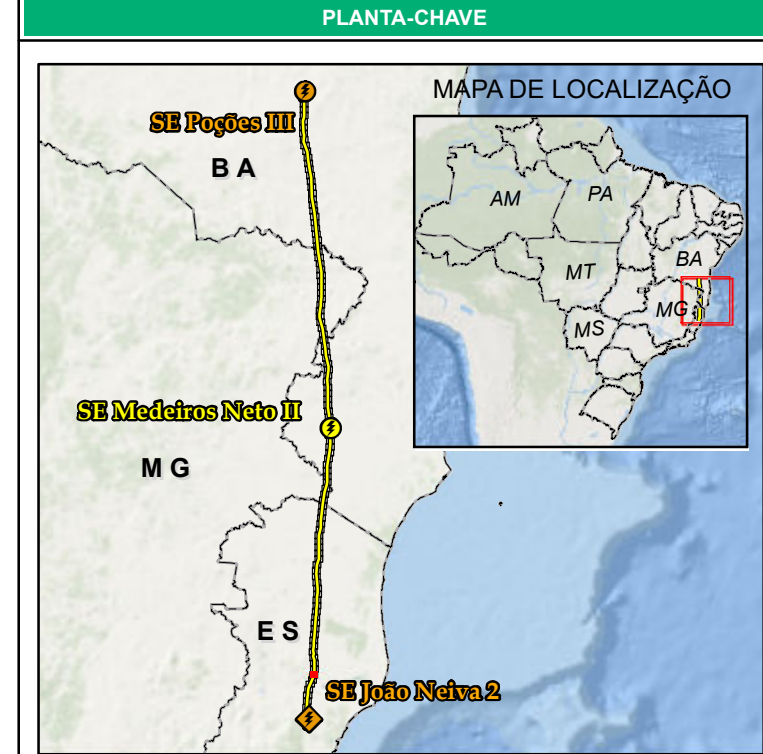 PLANTA-CHAVE
MAPA DE LOCALIZAÇÃO
SE Poções III
B A
AM
PA
BA
MT
MG
MS
SE Medeiros Neto II
M G
E S
SE João Neiva 2